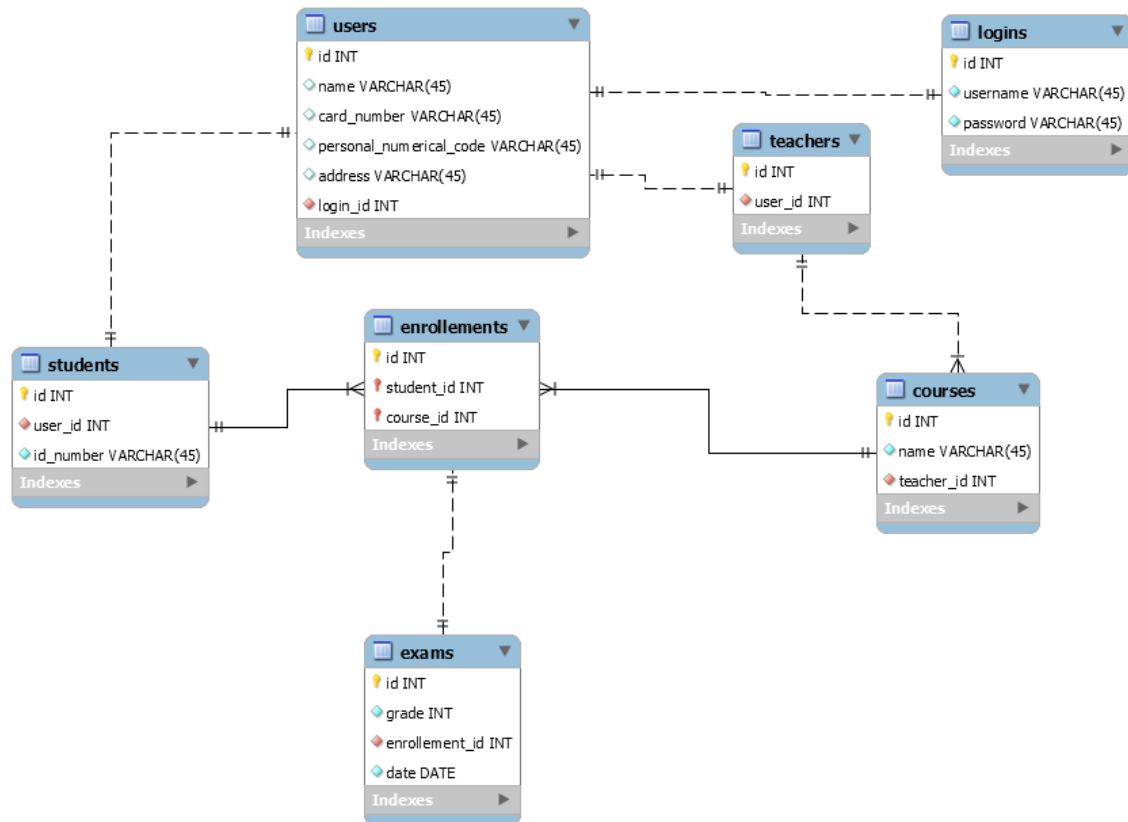 users
id INT
name VARCHAR(45)
card_number VARCHAR(45)
personal_numerical_code VARCHAR(45)
address VARCHAR(45)
login_id INT
Indexes
logins
id INT
username VARCHAR(45)
password VARCHAR(45)
Indexes
teachers
id INT
user_id INT
Indexes
students
id INT
user_id INT
id_number VARCHAR(45)
Indexes
enrollements
id INT
student_id INT
course_id INT
Indexes
courses
id INT
name VARCHAR(45)
teacher_id INT
Indexes
exams
id INT
grade INT
enrollement_id INT
date DATE
Indexes